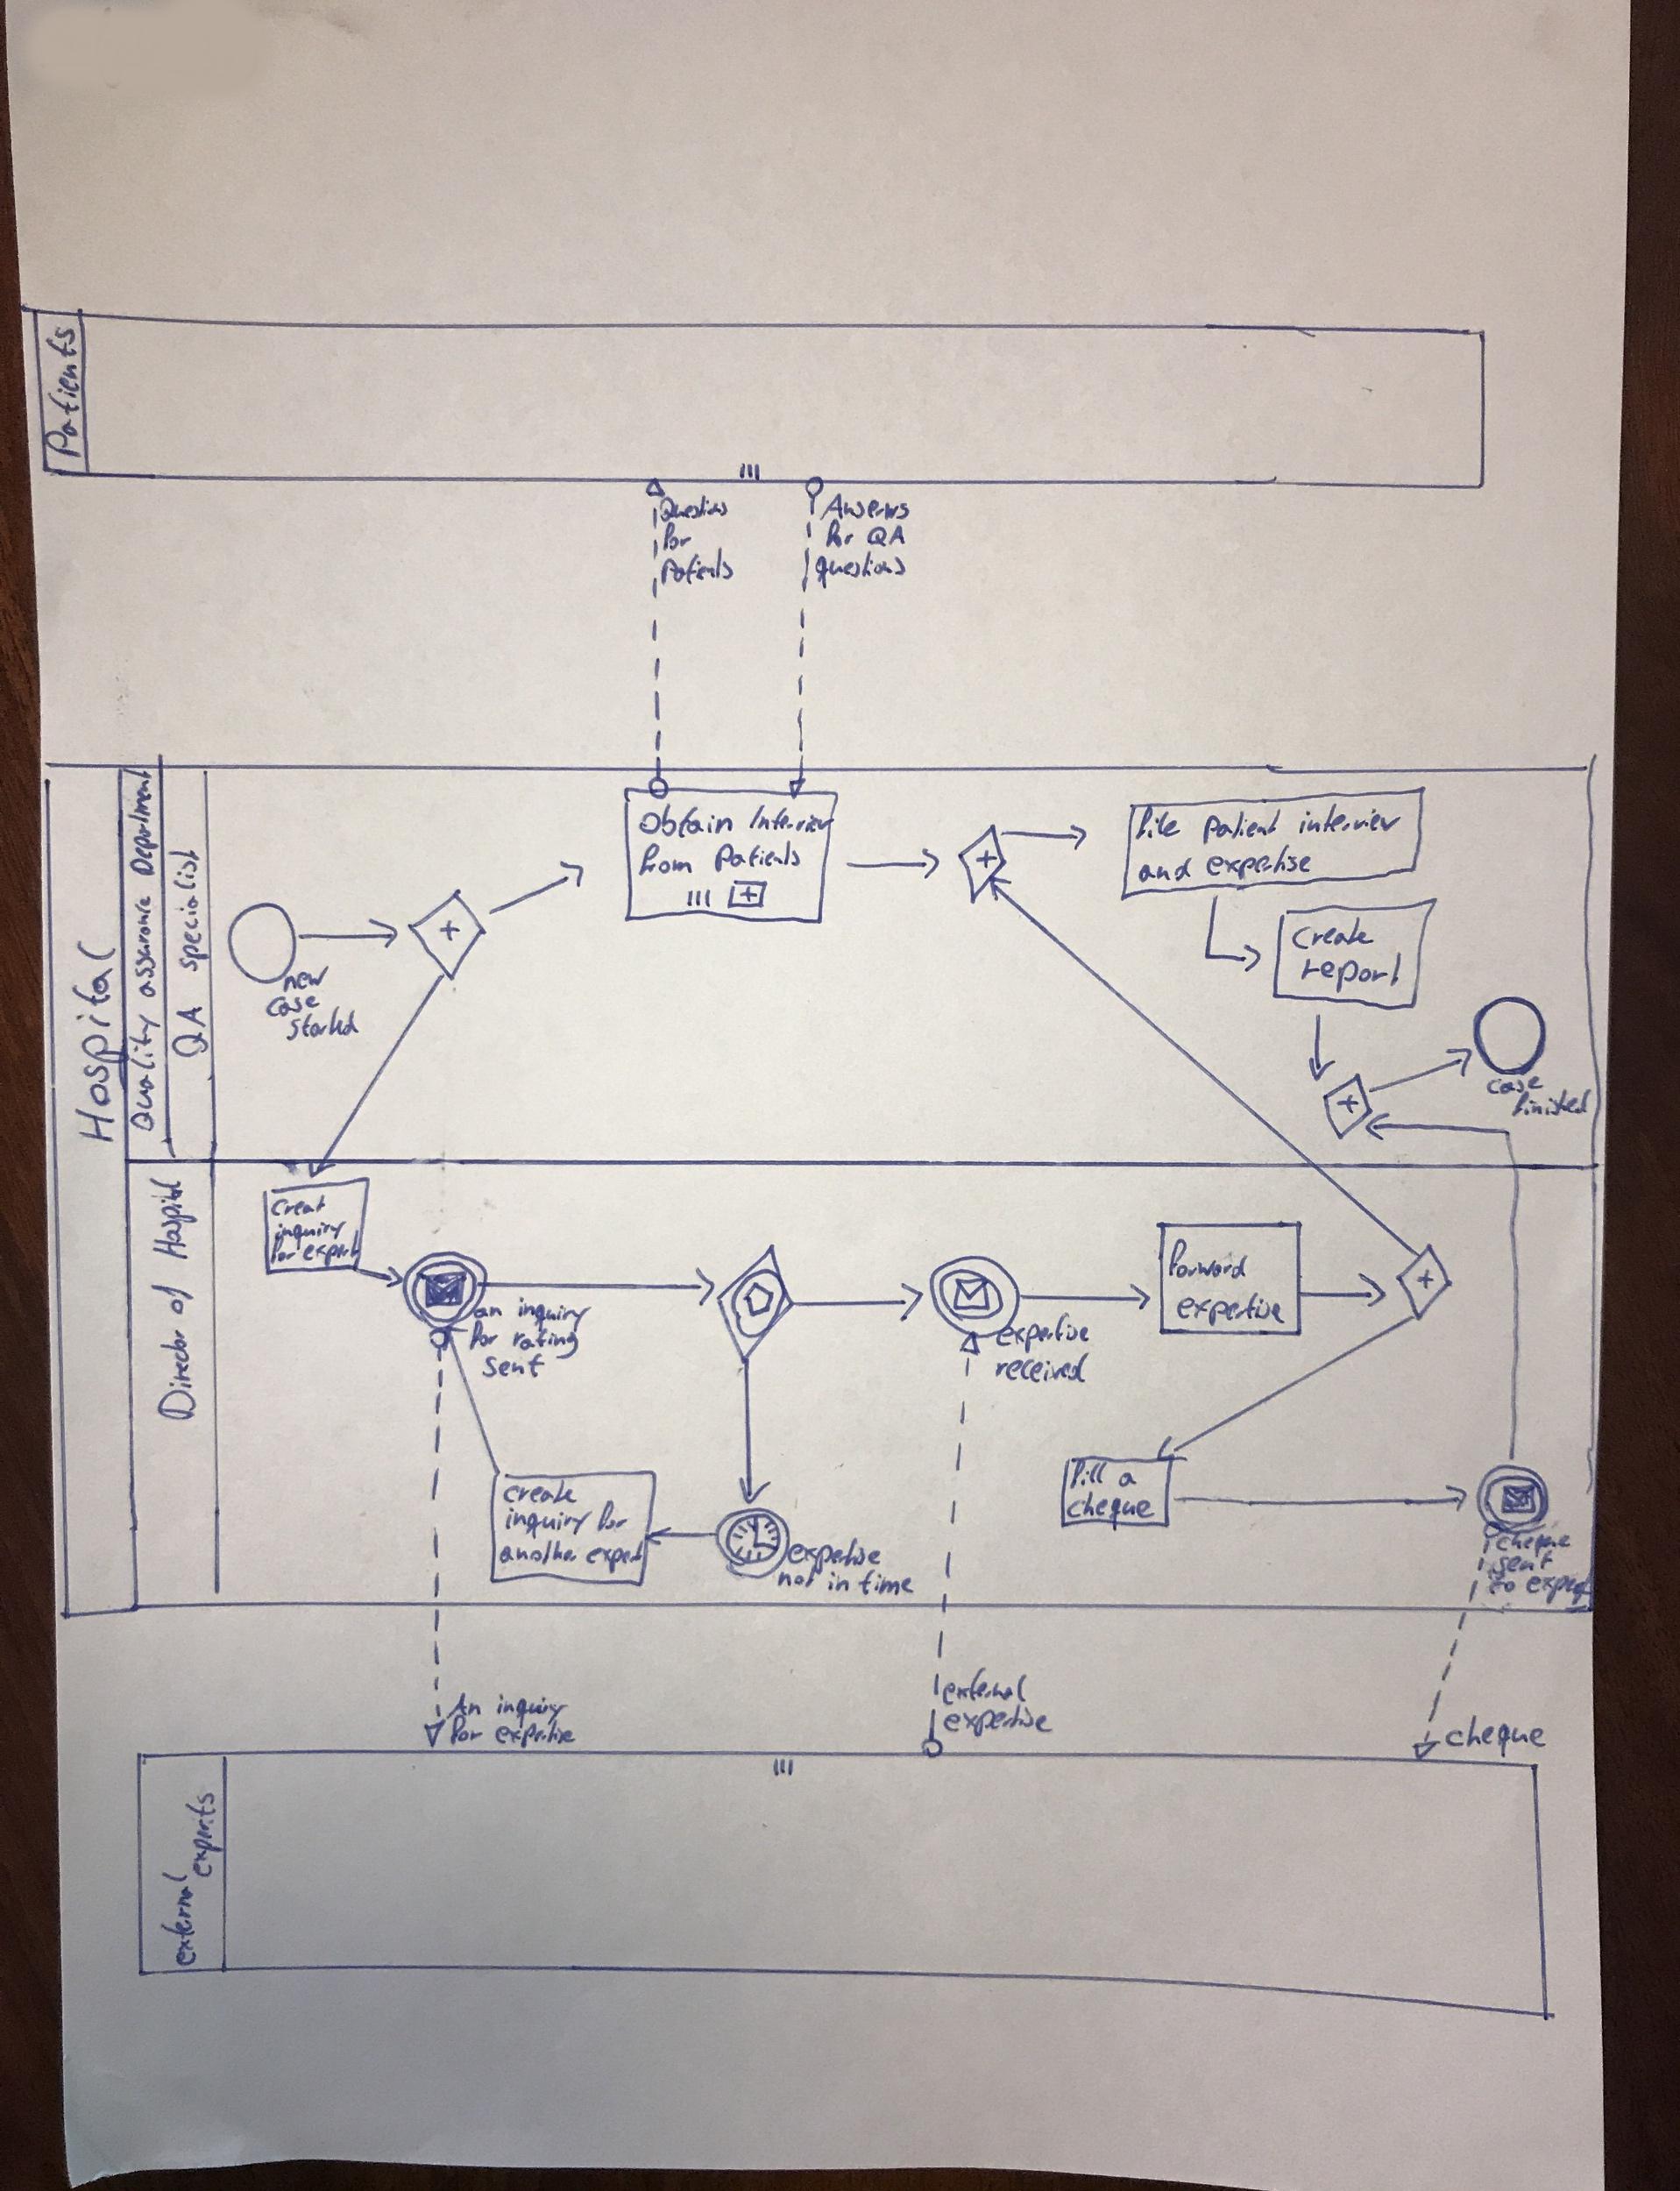 Patients
Questions
for
Patients
Answers
for QA
questions
Hospital
Quality assurance Department
QA specialist
new
case
started
Obtain Interview
from Patients
file patient interview
and expertise
create
report
case
finished
Director of Hospital
Creat
inquiry
for expert
an inquiry
for rating
sent
expertise
received
forward
expertise
create
inquiry for
another expert
expertise
not in time
fill a
cheque
cheque
sent
to expert
An inquiry
for expertise
external
expertise
cheque
external
experts